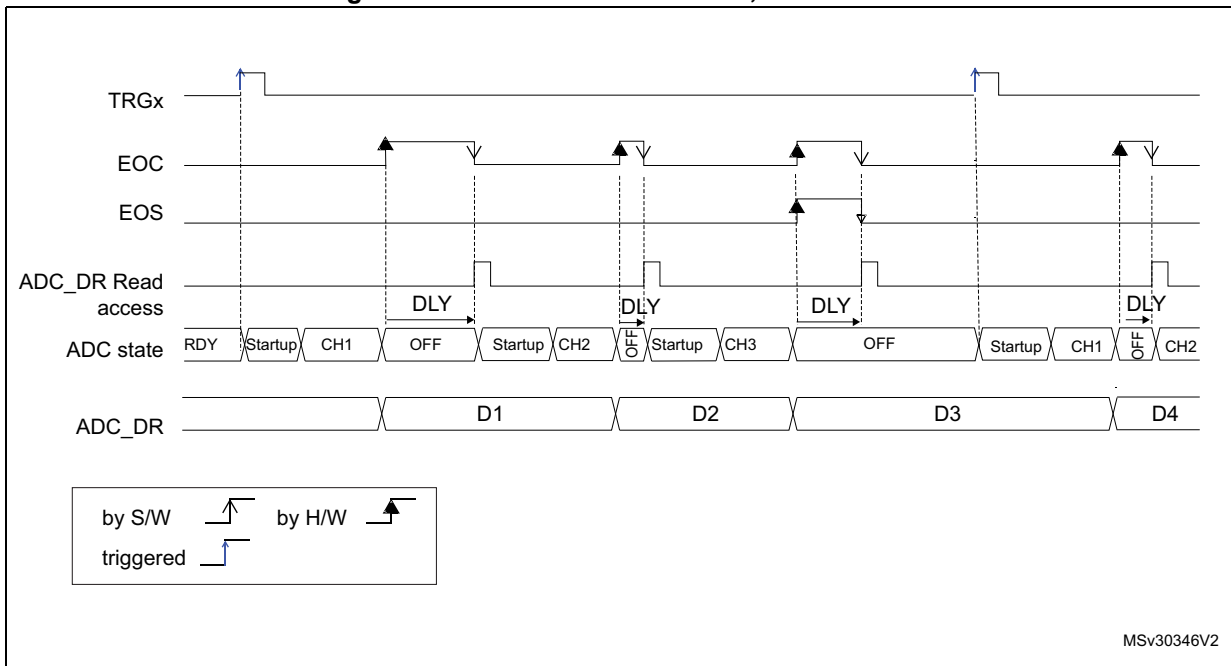 TRGx
EOC
EOS
ADC_DR Read access
DLY DLY DLY DLY
ADC state RDY Startup CH1 OFF Startup CH2 OFF Startup CH3 OFF Startup CH1 OFF CH2
ADC_DR D1 D2 D3 D4
by S/W by H/W
triggered
MSv30346V2